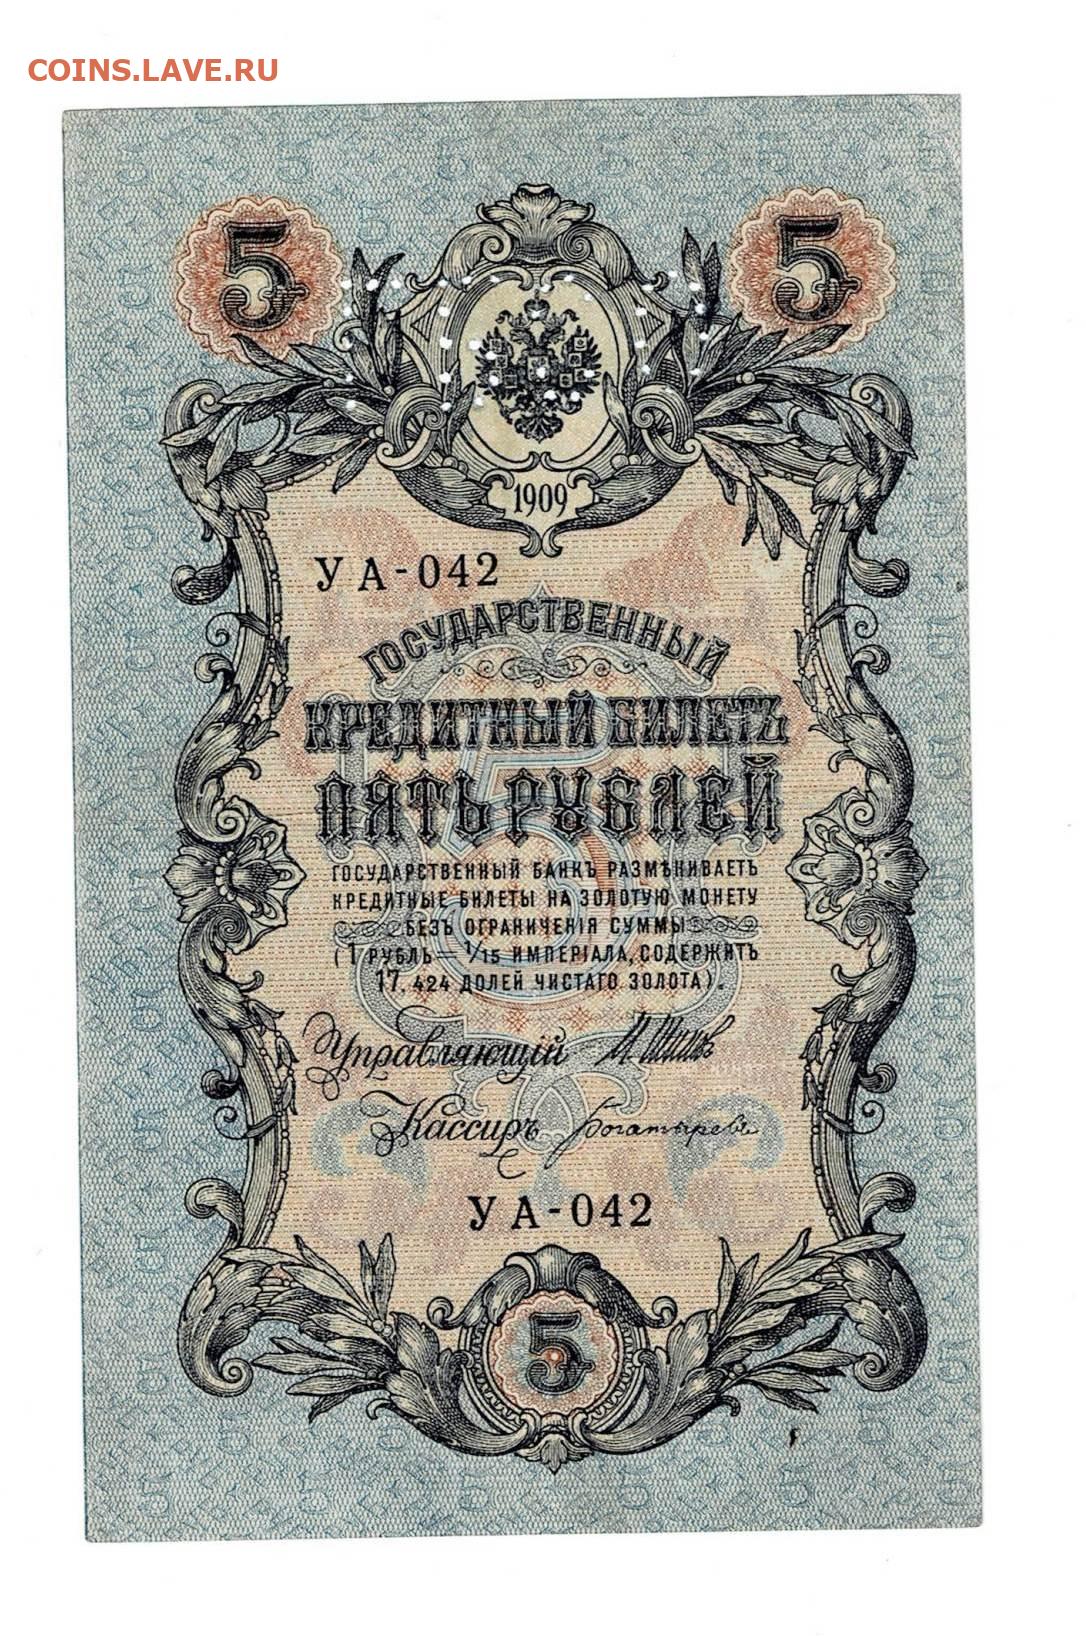 COINS.LAVE.RU
5 5
1909
УА-042
ГОСУДАРСТВЕННЫЙ
КРЕДИТНЫЙ БИЛЕТЪ
ПЯТЬ РУБЛЕЙ
ГОСУДАРСТВЕННЫЙ БАНКЪ РАЗМѢНИВАЕТЪ
КРЕДИТНЫЕ БИЛЕТЫ НА ЗОЛОТУЮ МОНЕТУ
БЕЗЪ ОГРАНИЧЕНІЯ СУММЫ
(1 РУБЛЬ = 1/15 ИМПЕРІАЛА, СОДЕРЖИТЪ
17,424 ДОЛЕЙ ЧИСТАГО ЗОЛОТА).
Управляющій И. Шиповъ
Кассиръ Богатыревъ
УА-042
5